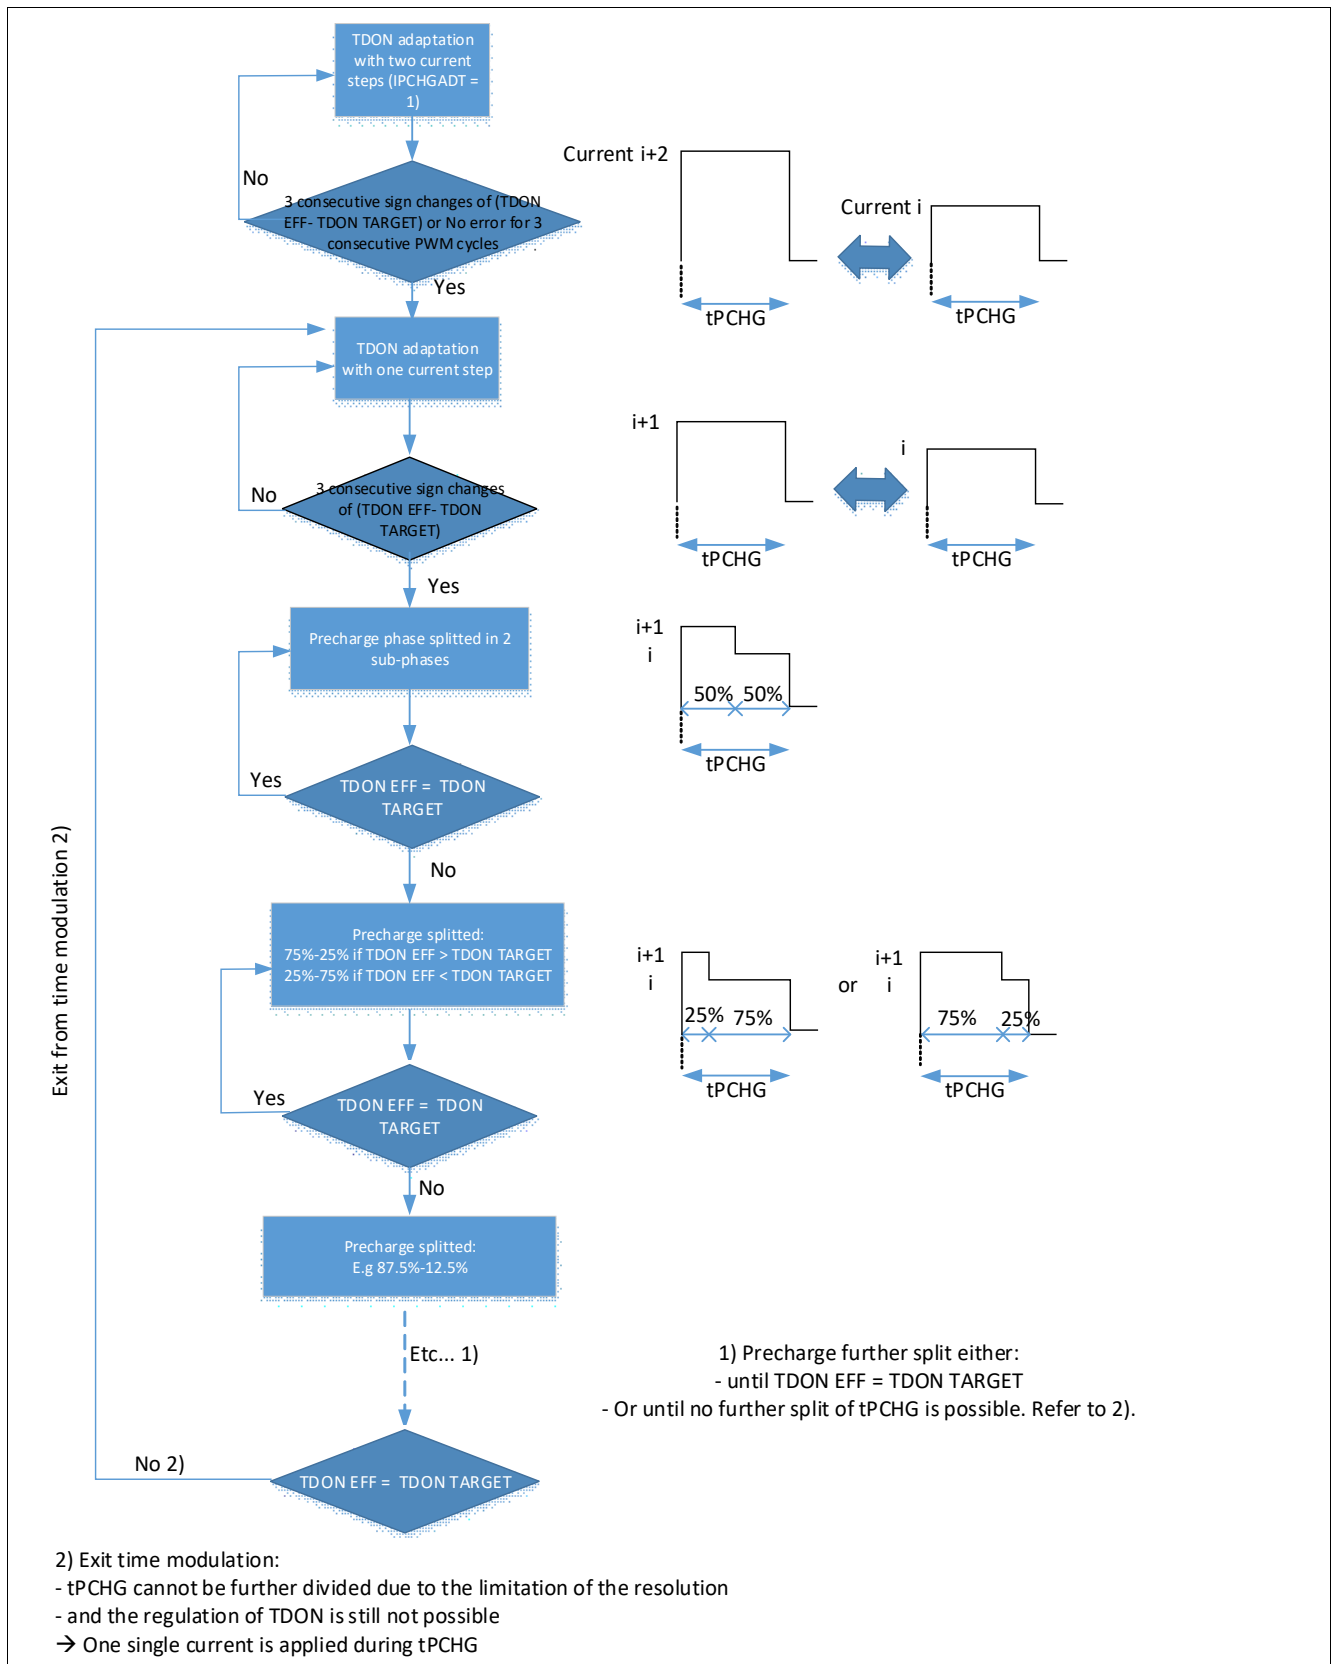 TDON adaptation
with two current
steps (IPCHGADT =
1)
No
3 consecutive sign changes of (TDON
EFF- TDON TARGET) or No error for 3
consecutive PWM cycles
Yes
Current i+2
tPCHG
Current i
tPCHG
TDON adaptation
with one current step
No
3 consecutive sign changes
of (TDON EFF- TDON
TARGET)
Yes
i+1
tPCHG
i
tPCHG
Precharge phase splitted in 2
sub-phases
i+1
i
50% 50%
tPCHG
Yes
TDON EFF = TDON
TARGET
No
Precharge splitted:
75%-25% if TDON EFF > TDON TARGET
25%-75% if TDON EFF < TDON TARGET
i+1
i
25% 75%
tPCHG
or
i+1
i
75% 25%
tPCHG
Yes
TDON EFF = TDON
TARGET
No
Precharge splitted:
E.g 87.5%-12.5%
Etc... 1)
1) Precharge further split either:
- until TDON EFF = TDON TARGET
- Or until no further split of tPCHG is possible. Refer to 2).
No 2)
TDON EFF = TDON TARGET
Exit from time modulation 2)
2) Exit time modulation:
- tPCHG cannot be further divided due to the limitation of the resolution
- and the regulation of TDON is still not possible
→ One single current is applied during tPCHG